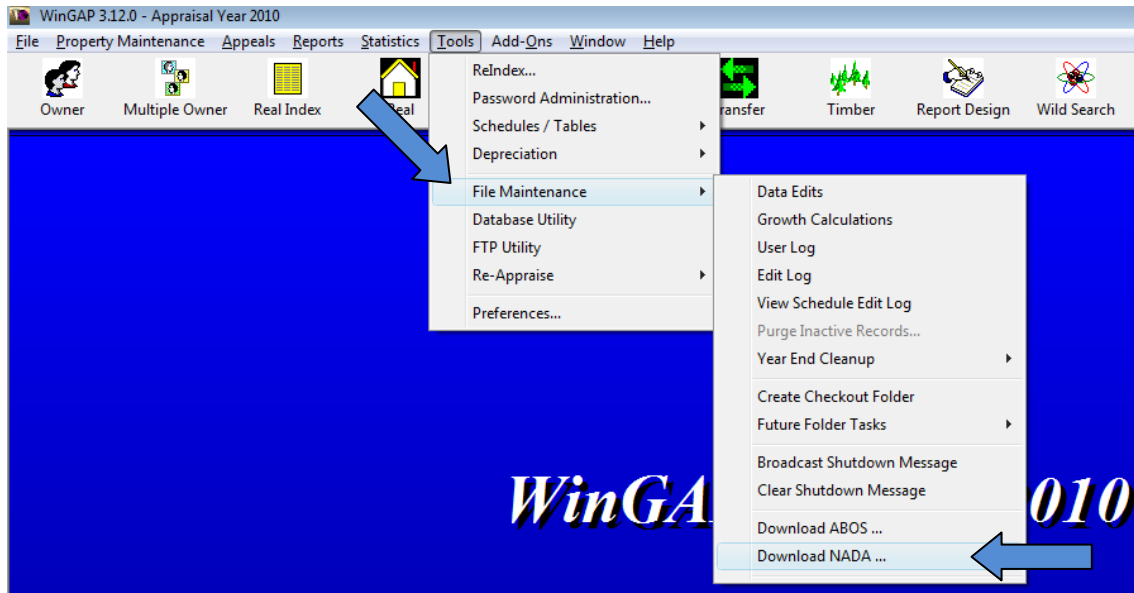 WinGAP 3.12.0 - Appraisal Year 2010
File Property Maintenance Appeals Reports Statistics Tools Add-Ons Window Help
Owner Multiple Owner Real Index Real ransfer Timber Report Design Wild Search
ReIndex...
Password Administration...
Schedules / Tables
Depreciation
File Maintenance
Database Utility
FTP Utility
Re-Appraise
Preferences...
Data Edits
Growth Calculations
User Log
Edit Log
View Schedule Edit Log
Purge Inactive Records...
Year End Cleanup
Create Checkout Folder
Future Folder Tasks
Broadcast Shutdown Message
Clear Shutdown Message
Download ABOS ...
Download NADA ...
WinGA 010